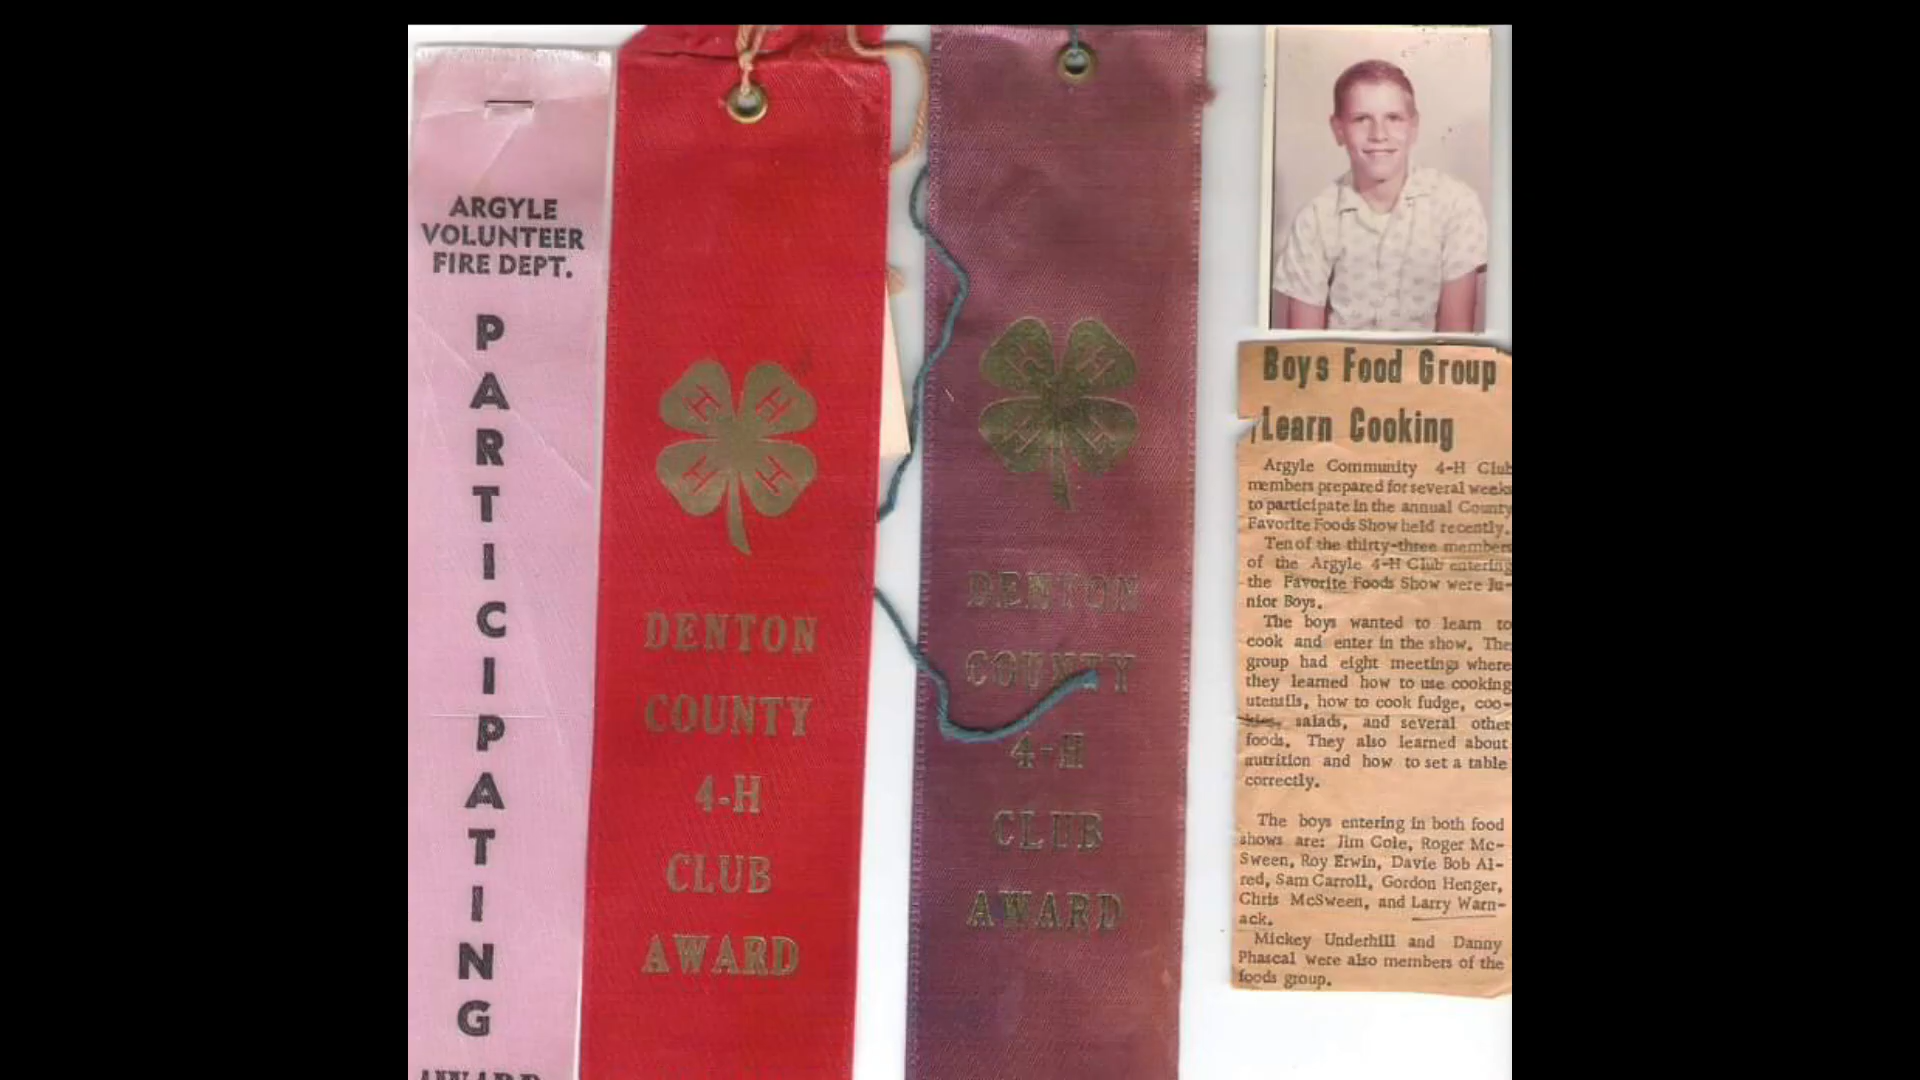 ARGYLE
VOLUNTEER
FIRE DEPT.
P
A
R
T
I
C
I
P
A
T
I
N
G
AWARD
H H
H H
DENTON
COUNTY
4-H
CLUB
AWARD
H H
H H
DENTON
COUNTY
4-H
CLUB
AWARD
Boys Food Group
Learn Cooking
Argyle Community 4-H Club
members prepared for several weeks
to participate in the annual County
Favorite Foods Show held recently.
Ten of the thirty-three members
of the Argyle 4-H Club entering
the Favorite Foods Show were Ju-
nior Boys.
The boys wanted to learn to
cook and enter in the show. The
group had eight meetings where
they learned how to use cooking
utensils, how to cook fudge, coo-
kies, salads, and several other
foods. They also learned about
nutrition and how to set a table
correctly.
The boys entering in both food
shows are: Jim Cole, Roger Mc-
Sween, Roy Erwin, Davie Bob Al-
red, Sam Carroll, Gordon Henger,
Chris McSween, and Larry Warn-
ack.
Mickey Underhill and Danny
Phascal were also members of the
foods group.